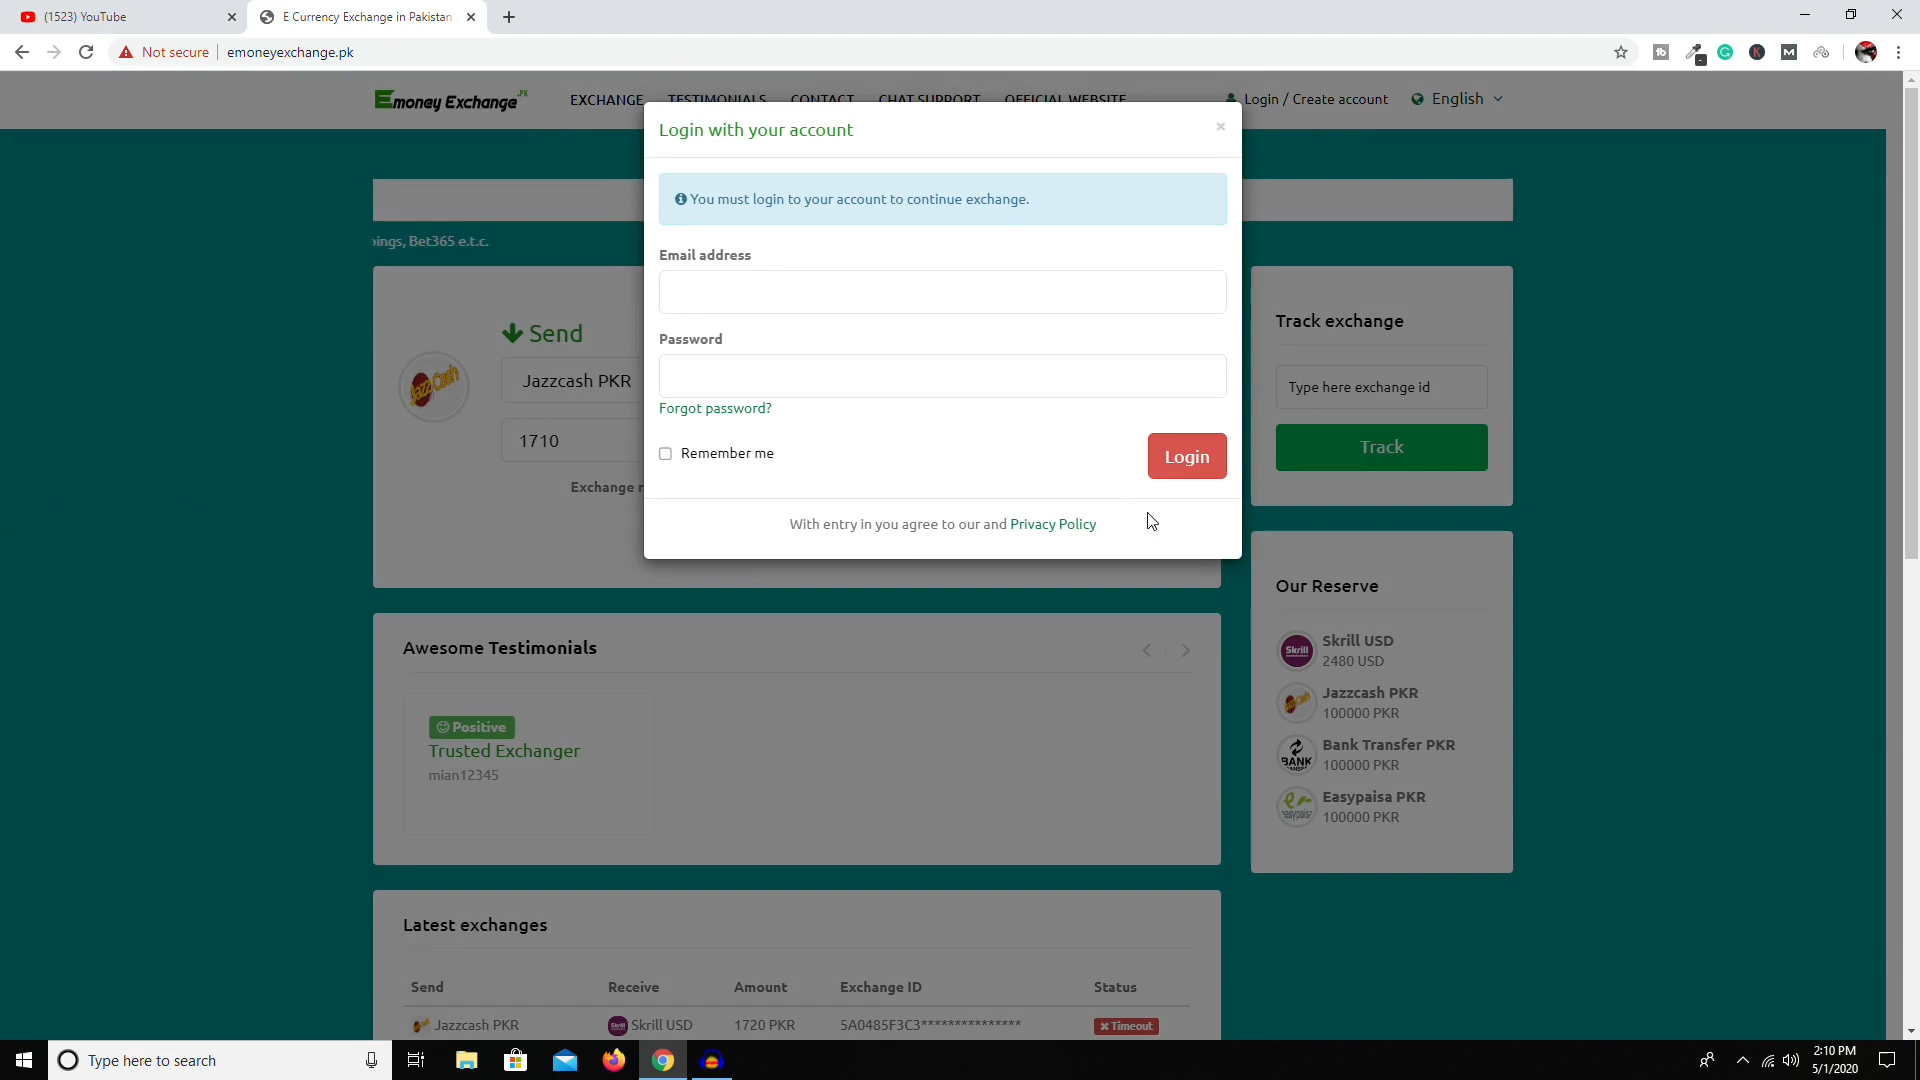 (1523) YouTube
E Currency Exchange in Pakistan
Not secure
emoneyexchange.pk
Emoney Exchange .PK
EXCHANGE
TESTIMONIALS
CONTACT
CHAT SUPPORT
OFFICIAL WEBSITE
Login / Create account
English
Login with your account
×
You must login to your account to continue exchange.
Email address
Password
Forgot password?
Remember me
Login
With entry in you agree to our and Privacy Policy
pings, Bet365 e.t.c.
Send
JazzCash
Jazzcash PKR
1710
Exchange r
Track exchange
Type here exchange id
Track
Our Reserve
Skrill
Skrill USD
2480 USD
Jazzcash PKR
100000 PKR
BANK
Bank Transfer PKR
100000 PKR
easypaisa
Easypaisa PKR
100000 PKR
Awesome Testimonials
Positive
Trusted Exchanger
mian12345
Latest exchanges
Send Receive Amount Exchange ID Status
Jazzcash PKR Skrill USD 1720 PKR 5A0485F3C3*************** Timeout
Type here to search
2:10 PM
5/1/2020